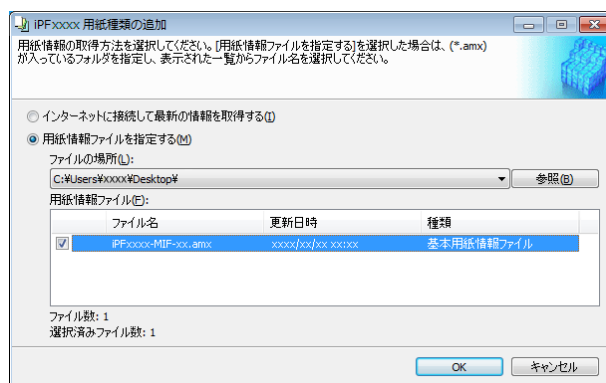 iPFxxxx 用紙種類の追加
用紙情報の取得方法を選択してください。[用紙情報ファイルを指定する]を選択した場合は、(*.amx)
が入っているフォルダを指定し、表示された一覧からファイル名を選択してください。
インターネットに接続して最新の情報を取得する(I)
用紙情報ファイルを指定する(M)
ファイルの場所(L):
C:¥Users¥xxxx¥Desktop¥
参照(B)
用紙情報ファイル(F):
ファイル名 更新日時 種類
iPFxxxx-MIF-xx.amx xxxx/xx/xx xx:xx 基本用紙情報ファイル
ファイル数: 1
選択済みファイル数: 1
OK キャンセル